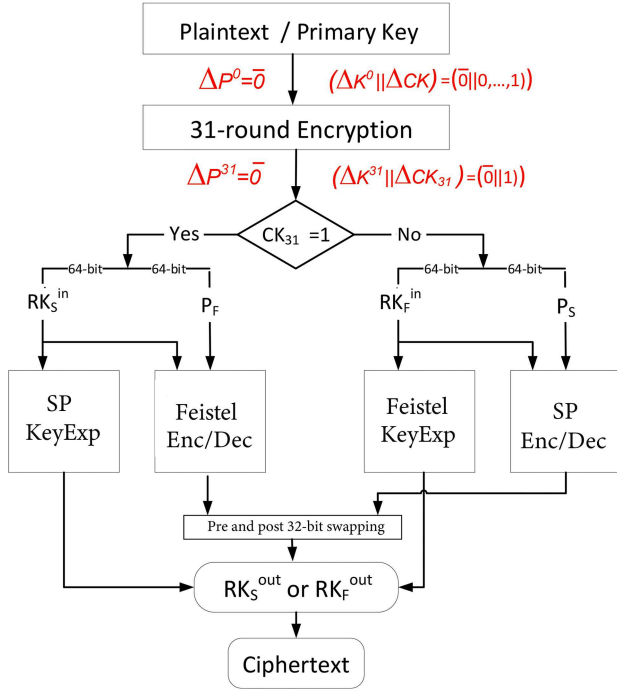 Plaintext / Primary Key
ΔP⁰=0̅ (ΔK⁰||ΔCK)=(0̅||0,...,1))
31-round Encryption
ΔP³¹=0̅ (ΔK³¹||ΔCK₃₁)=(0̅||1))
Yes CK₃₁ =1 No
64-bit 64-bit 64-bit 64-bit
RKₛⁱⁿ P_F RK_Fⁱⁿ Pₛ
SP
KeyExp
Feistel
Enc/Dec
Feistel
KeyExp
SP
Enc/Dec
Pre and post 32-bit swapping
RKₛᵒᵘᵗ or RK_Fᵒᵘᵗ
Ciphertext